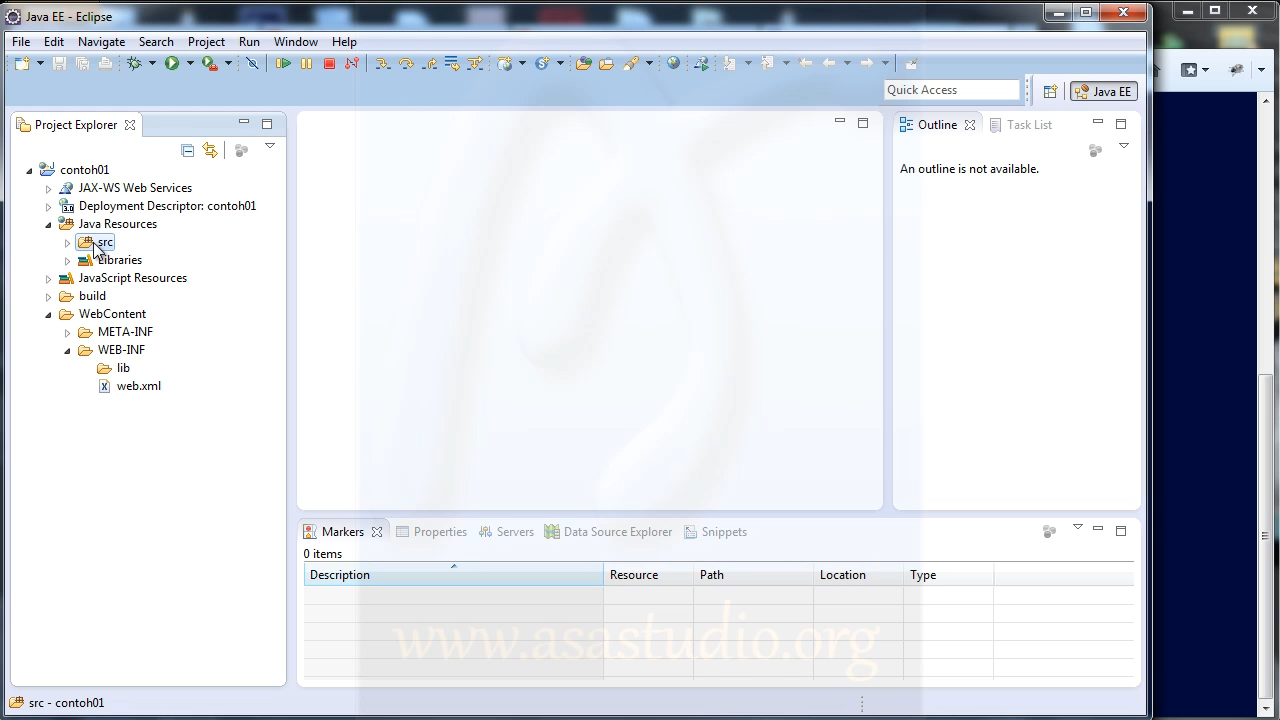 Java EE - Eclipse
File Edit Navigate Search Project Run Window Help
Quick Access
Java EE
Project Explorer
Outline
Task List
An outline is not available.
contoh01
JAX-WS Web Services
Deployment Descriptor: contoh01
3.0
Java Resources
src
Libraries
JavaScript Resources
build
WebContent
META-INF
WEB-INF
lib
web.xml
Markers
Properties
Servers
Data Source Explorer
Snippets
0 items
Description Resource Path Location Type
www.asastudio.org
src - contoh01